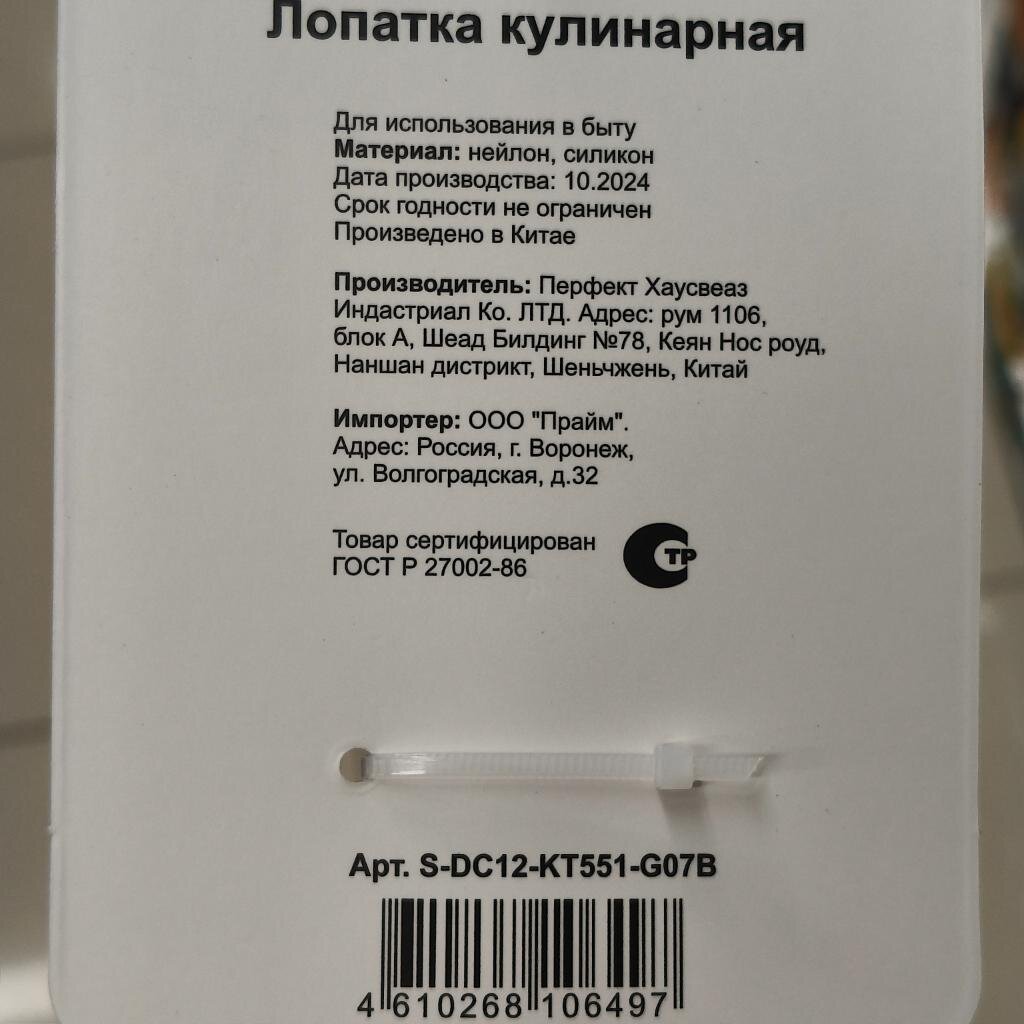 Лопатка кулинарная
Для использования в быту
Материал: нейлон, силикон
Дата производства: 10.2024
Срок годности не ограничен
Произведено в Китае
Производитель: Перфект Хаусвеаз
Индастриал Ко. ЛТД. Адрес: рум 1106,
блок А, Шеад Билдинг №78, Кеян Нос роуд,
Наншан дистрикт, Шеньчжень, Китай
Импортер: ООО "Прайм".
Адрес: Россия, г. Воронеж,
ул. Волгоградская, д.32
Товар сертифицирован
ГОСТ Р 27002-86
ТР
Арт. S-DC12-KT551-G07B
4 610268 106497